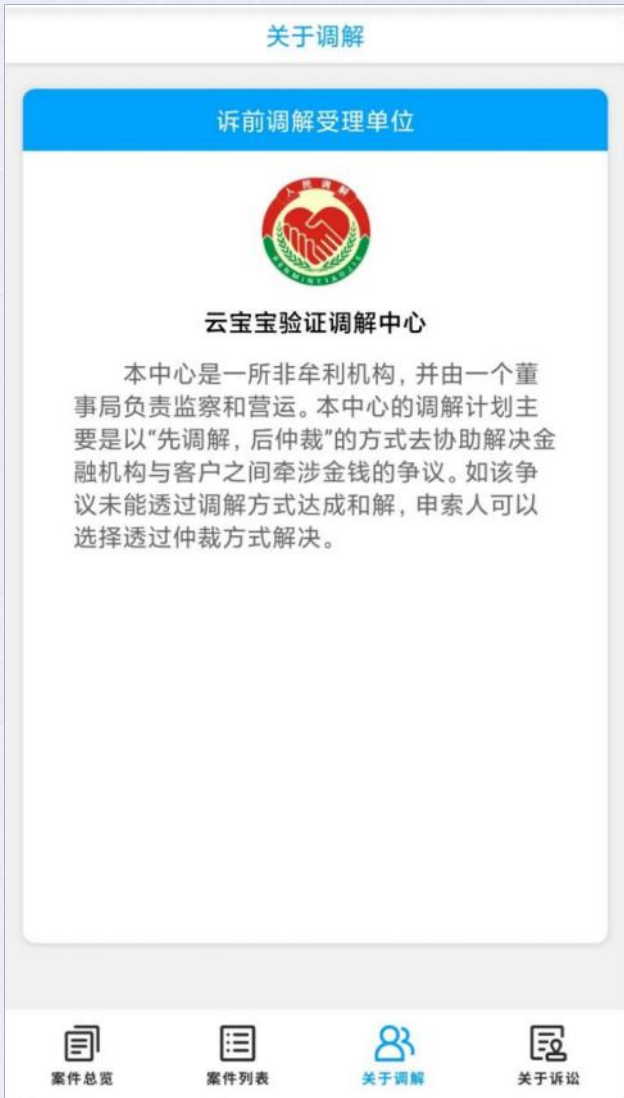 关于调解
诉前调解受理单位
人民调解
RENMINTIAOJIE
云宝宝验证调解中心
本中心是一所非牟利机构，并由一个董
事局负责监察和营运。本中心的调解计划主
要是以“先调解，后仲裁”的方式去协助解决金
融机构与客户之间牵涉金钱的争议。如该争
议未能透过调解方式达成和解，申索人可以
选择透过仲裁方式解决。
案件总览
案件列表
关于调解
关于诉讼